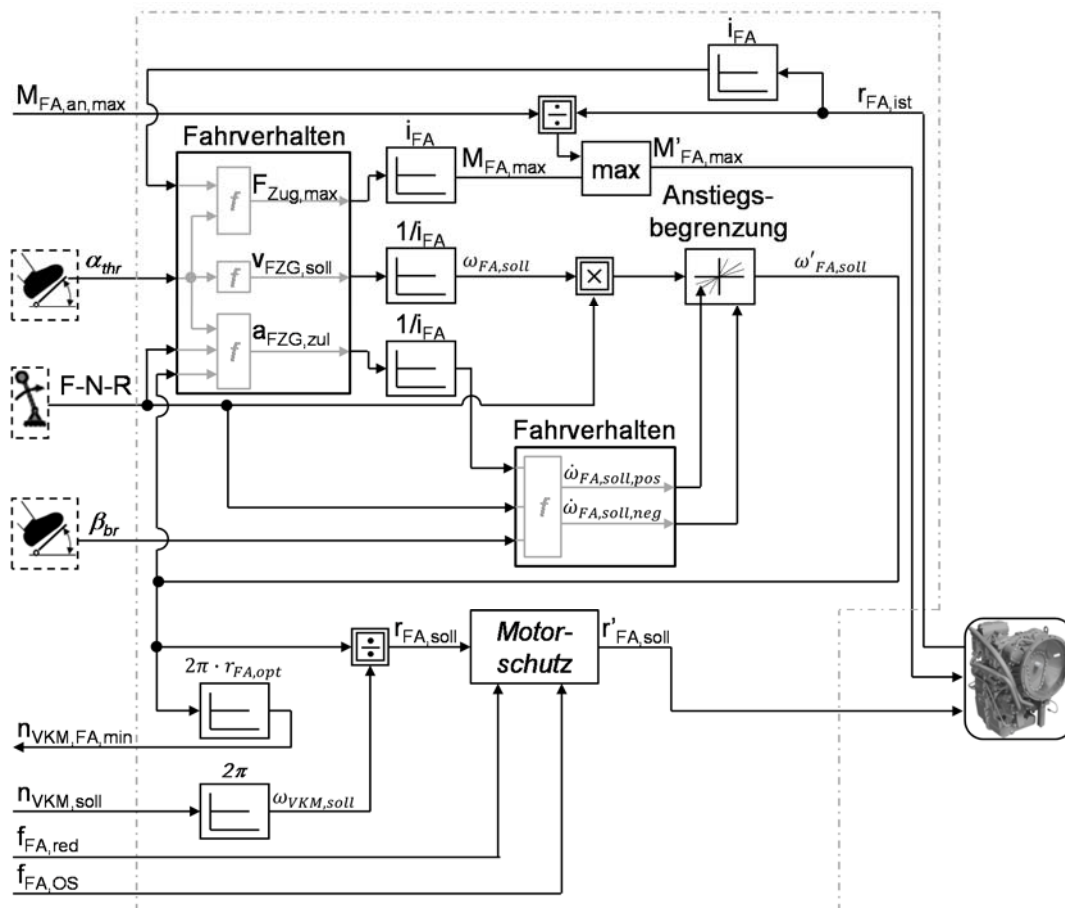 i_FA
M_FA,an,max
r_FA,ist
÷
Fahrverhalten
i_FA
M_FA,max
max
M'_FA,max
f
F_Zug,max
Anstiegs-
begrenzung
α_thr
f
v_FZG,soll
1/i_FA
ω_FA,soll
×
ω'_FA,soll
f
a_FZG,zul
1/i_FA
F-N-R
Fahrverhalten
f
ω̇_FA,soll,pos
ω̇_FA,soll,neg
β_br
÷
r_FA,soll
Motor-
schutz
r'_FA,soll
2π · r_FA,opt
n_VKM,FA,min
2π
n_VKM,soll
ω_VKM,soll
f_FA,red
f_FA,OS